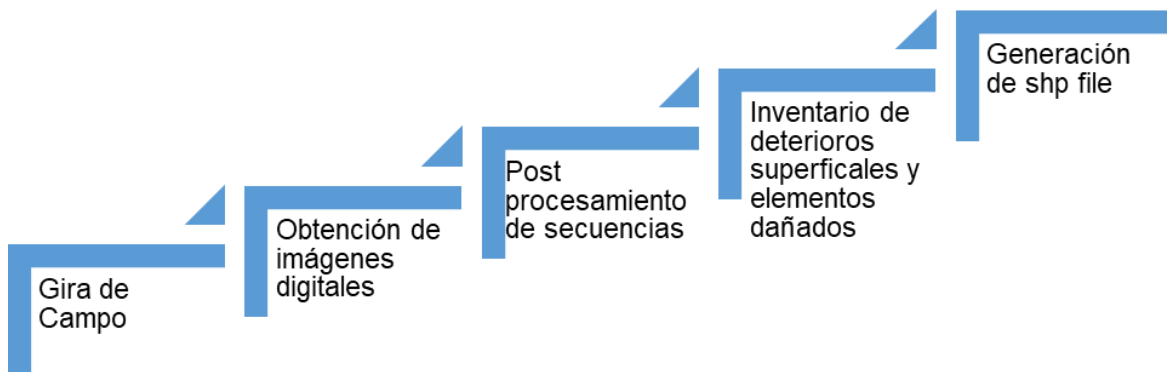 Gira de
Campo
Obtención de
imágenes
digitales
Post
procesamiento
de secuencias
Inventario de
deterioros
superficales y
elementos
dañados
Generación
de shp file